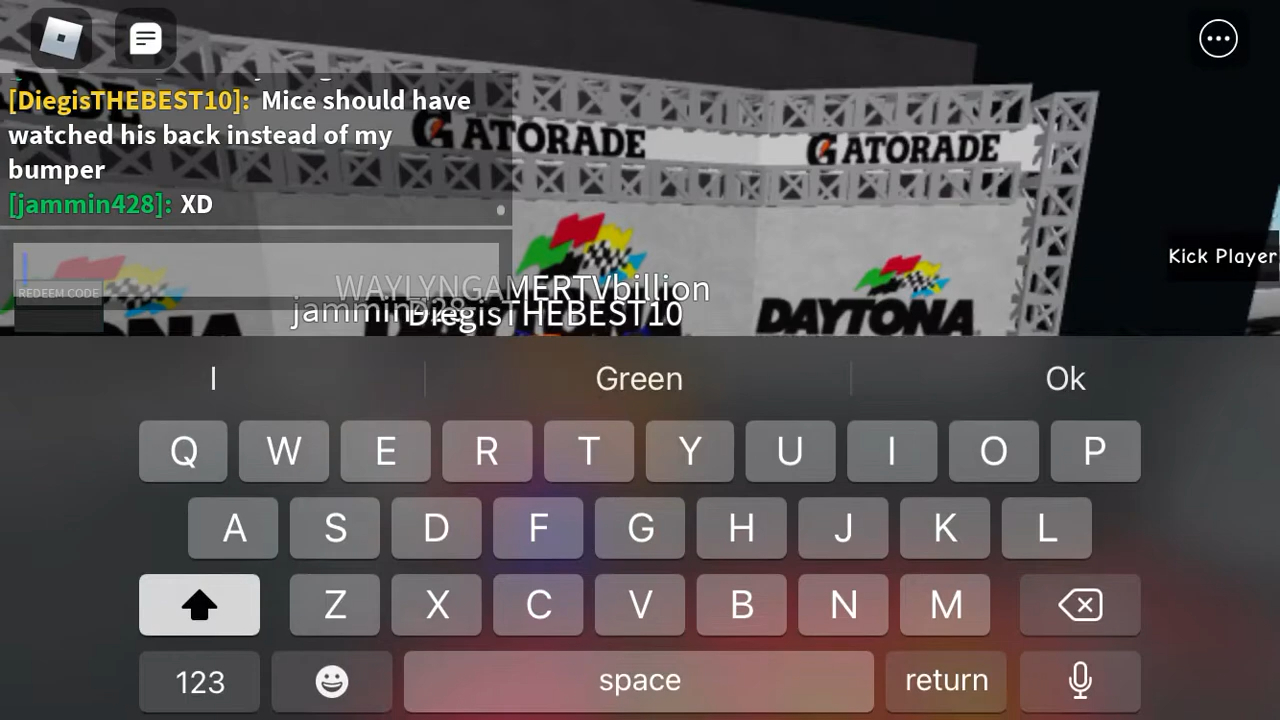 [DiegisTHEBEST10]: Mice should have
watched his back instead of my
bumper
[jammin428]: XD
GATORADE
GATORADE
REDEEM CODE
WAYLYNGAMERTVbillion
jammin428
DiegisTHEBEST10
Kick Player
DAYTONA
I
Green
Ok
Q W E R T Y U I O P
A S D F G H J K L
Z X C V B N M
123
space
return